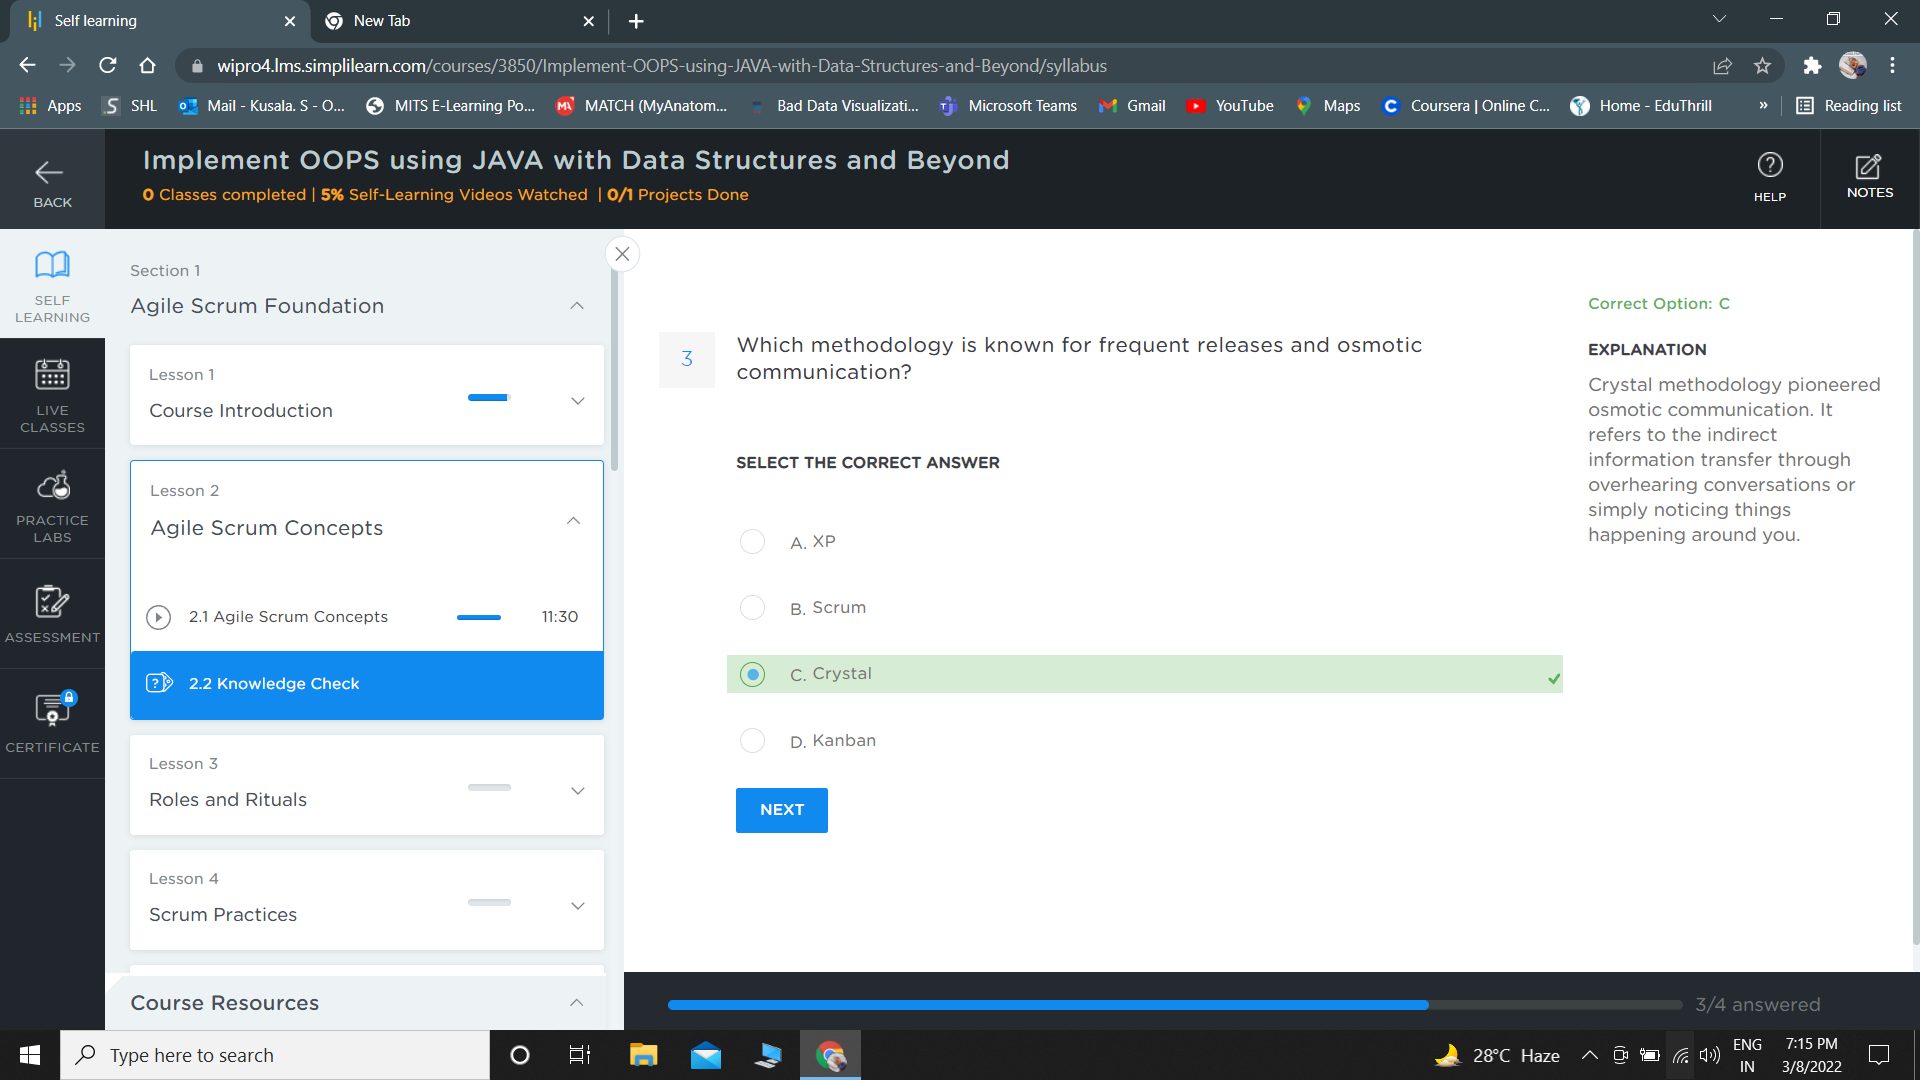 Self learning
New Tab
wipro4.lms.simplilearn.com/courses/3850/Implement-OOPS-using-JAVA-with-Data-Structures-and-Beyond/syllabus
Apps
SHL
Mail - Kusala. S - O...
MITS E-Learning Po...
MATCH (MyAnatom...
Bad Data Visualizati...
Microsoft Teams
Gmail
YouTube
Maps
Coursera | Online C...
Home - EduThrill
»
Reading list
BACK
Implement OOPS using JAVA with Data Structures and Beyond
0 Classes completed | 5% Self-Learning Videos Watched | 0/1 Projects Done
HELP
NOTES
SELF
LEARNING
LIVE
CLASSES
PRACTICE
LABS
ASSESSMENT
CERTIFICATE
Section 1
Agile Scrum Foundation
Lesson 1
Course Introduction
Lesson 2
Agile Scrum Concepts
2.1 Agile Scrum Concepts
11:30
2.2 Knowledge Check
Lesson 3
Roles and Rituals
Lesson 4
Scrum Practices
Course Resources
3
Which methodology is known for frequent releases and osmotic
communication?
SELECT THE CORRECT ANSWER
A. XP
B. Scrum
C. Crystal
D. Kanban
NEXT
Correct Option: C
EXPLANATION
Crystal methodology pioneered
osmotic communication. It
refers to the indirect
information transfer through
overhearing conversations or
simply noticing things
happening around you.
3/4 answered
Type here to search
28°C Haze
ENG
IN
7:15 PM
3/8/2022